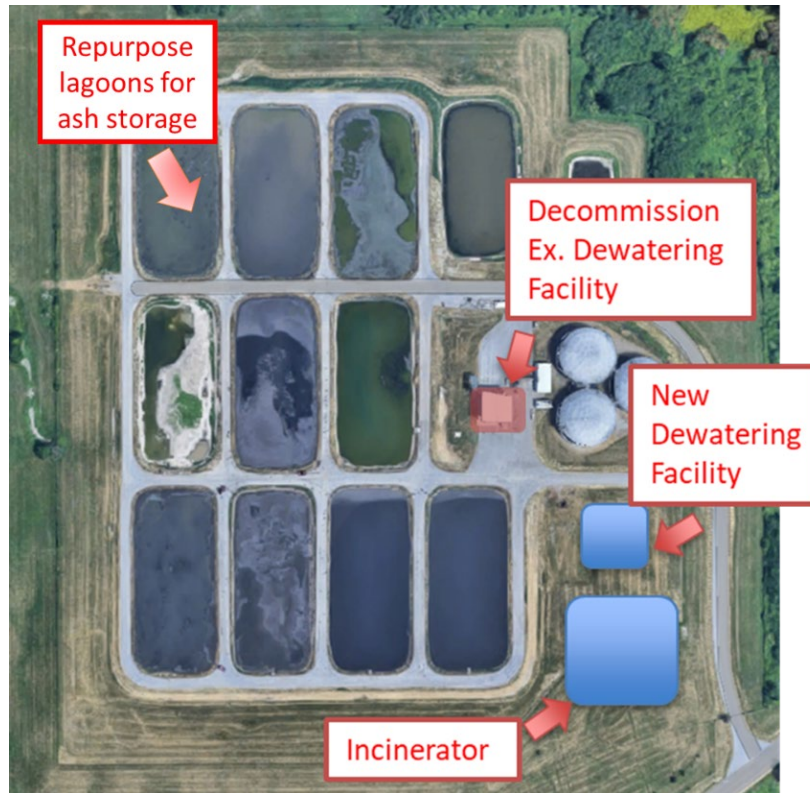 Repurpose
lagoons for
ash storage
Decommission
Ex. Dewatering
Facility
New
Dewatering
Facility
Incinerator